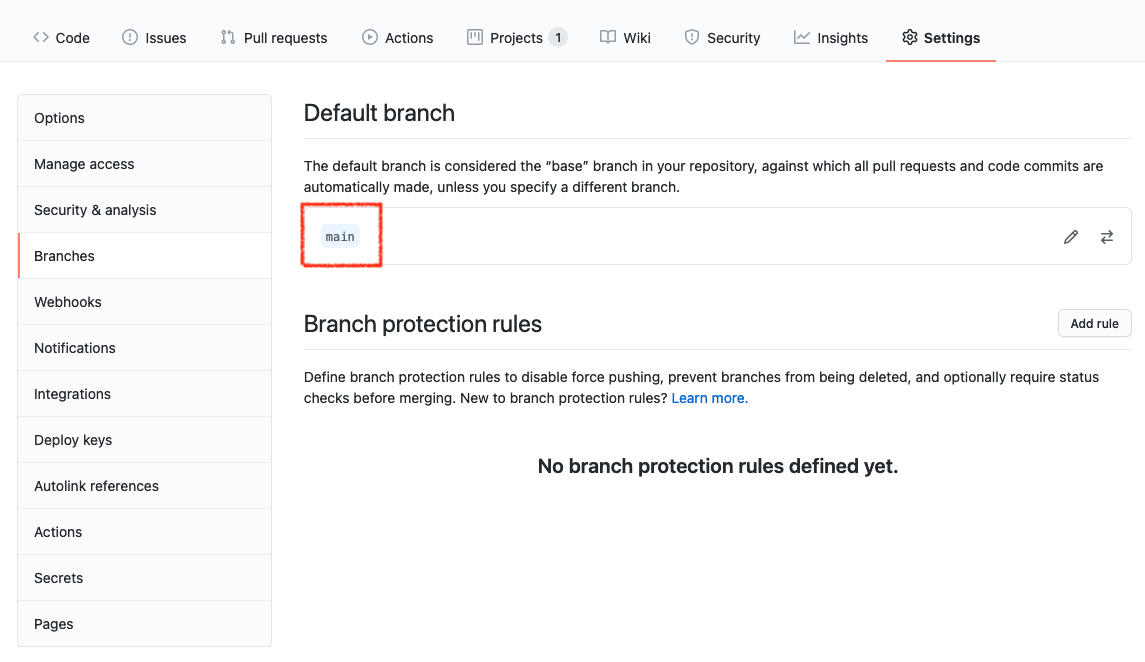 Code Issues Pull requests Actions Projects 1 Wiki Security Insights Settings
Options
Manage access
Security & analysis
Branches
Webhooks
Notifications
Integrations
Deploy keys
Autolink references
Actions
Secrets
Pages
Default branch
The default branch is considered the “base” branch in your repository, against which all pull requests and code commits are
automatically made, unless you specify a different branch.
main
Branch protection rules
Add rule
Define branch protection rules to disable force pushing, prevent branches from being deleted, and optionally require status
checks before merging. New to branch protection rules? Learn more.
No branch protection rules defined yet.